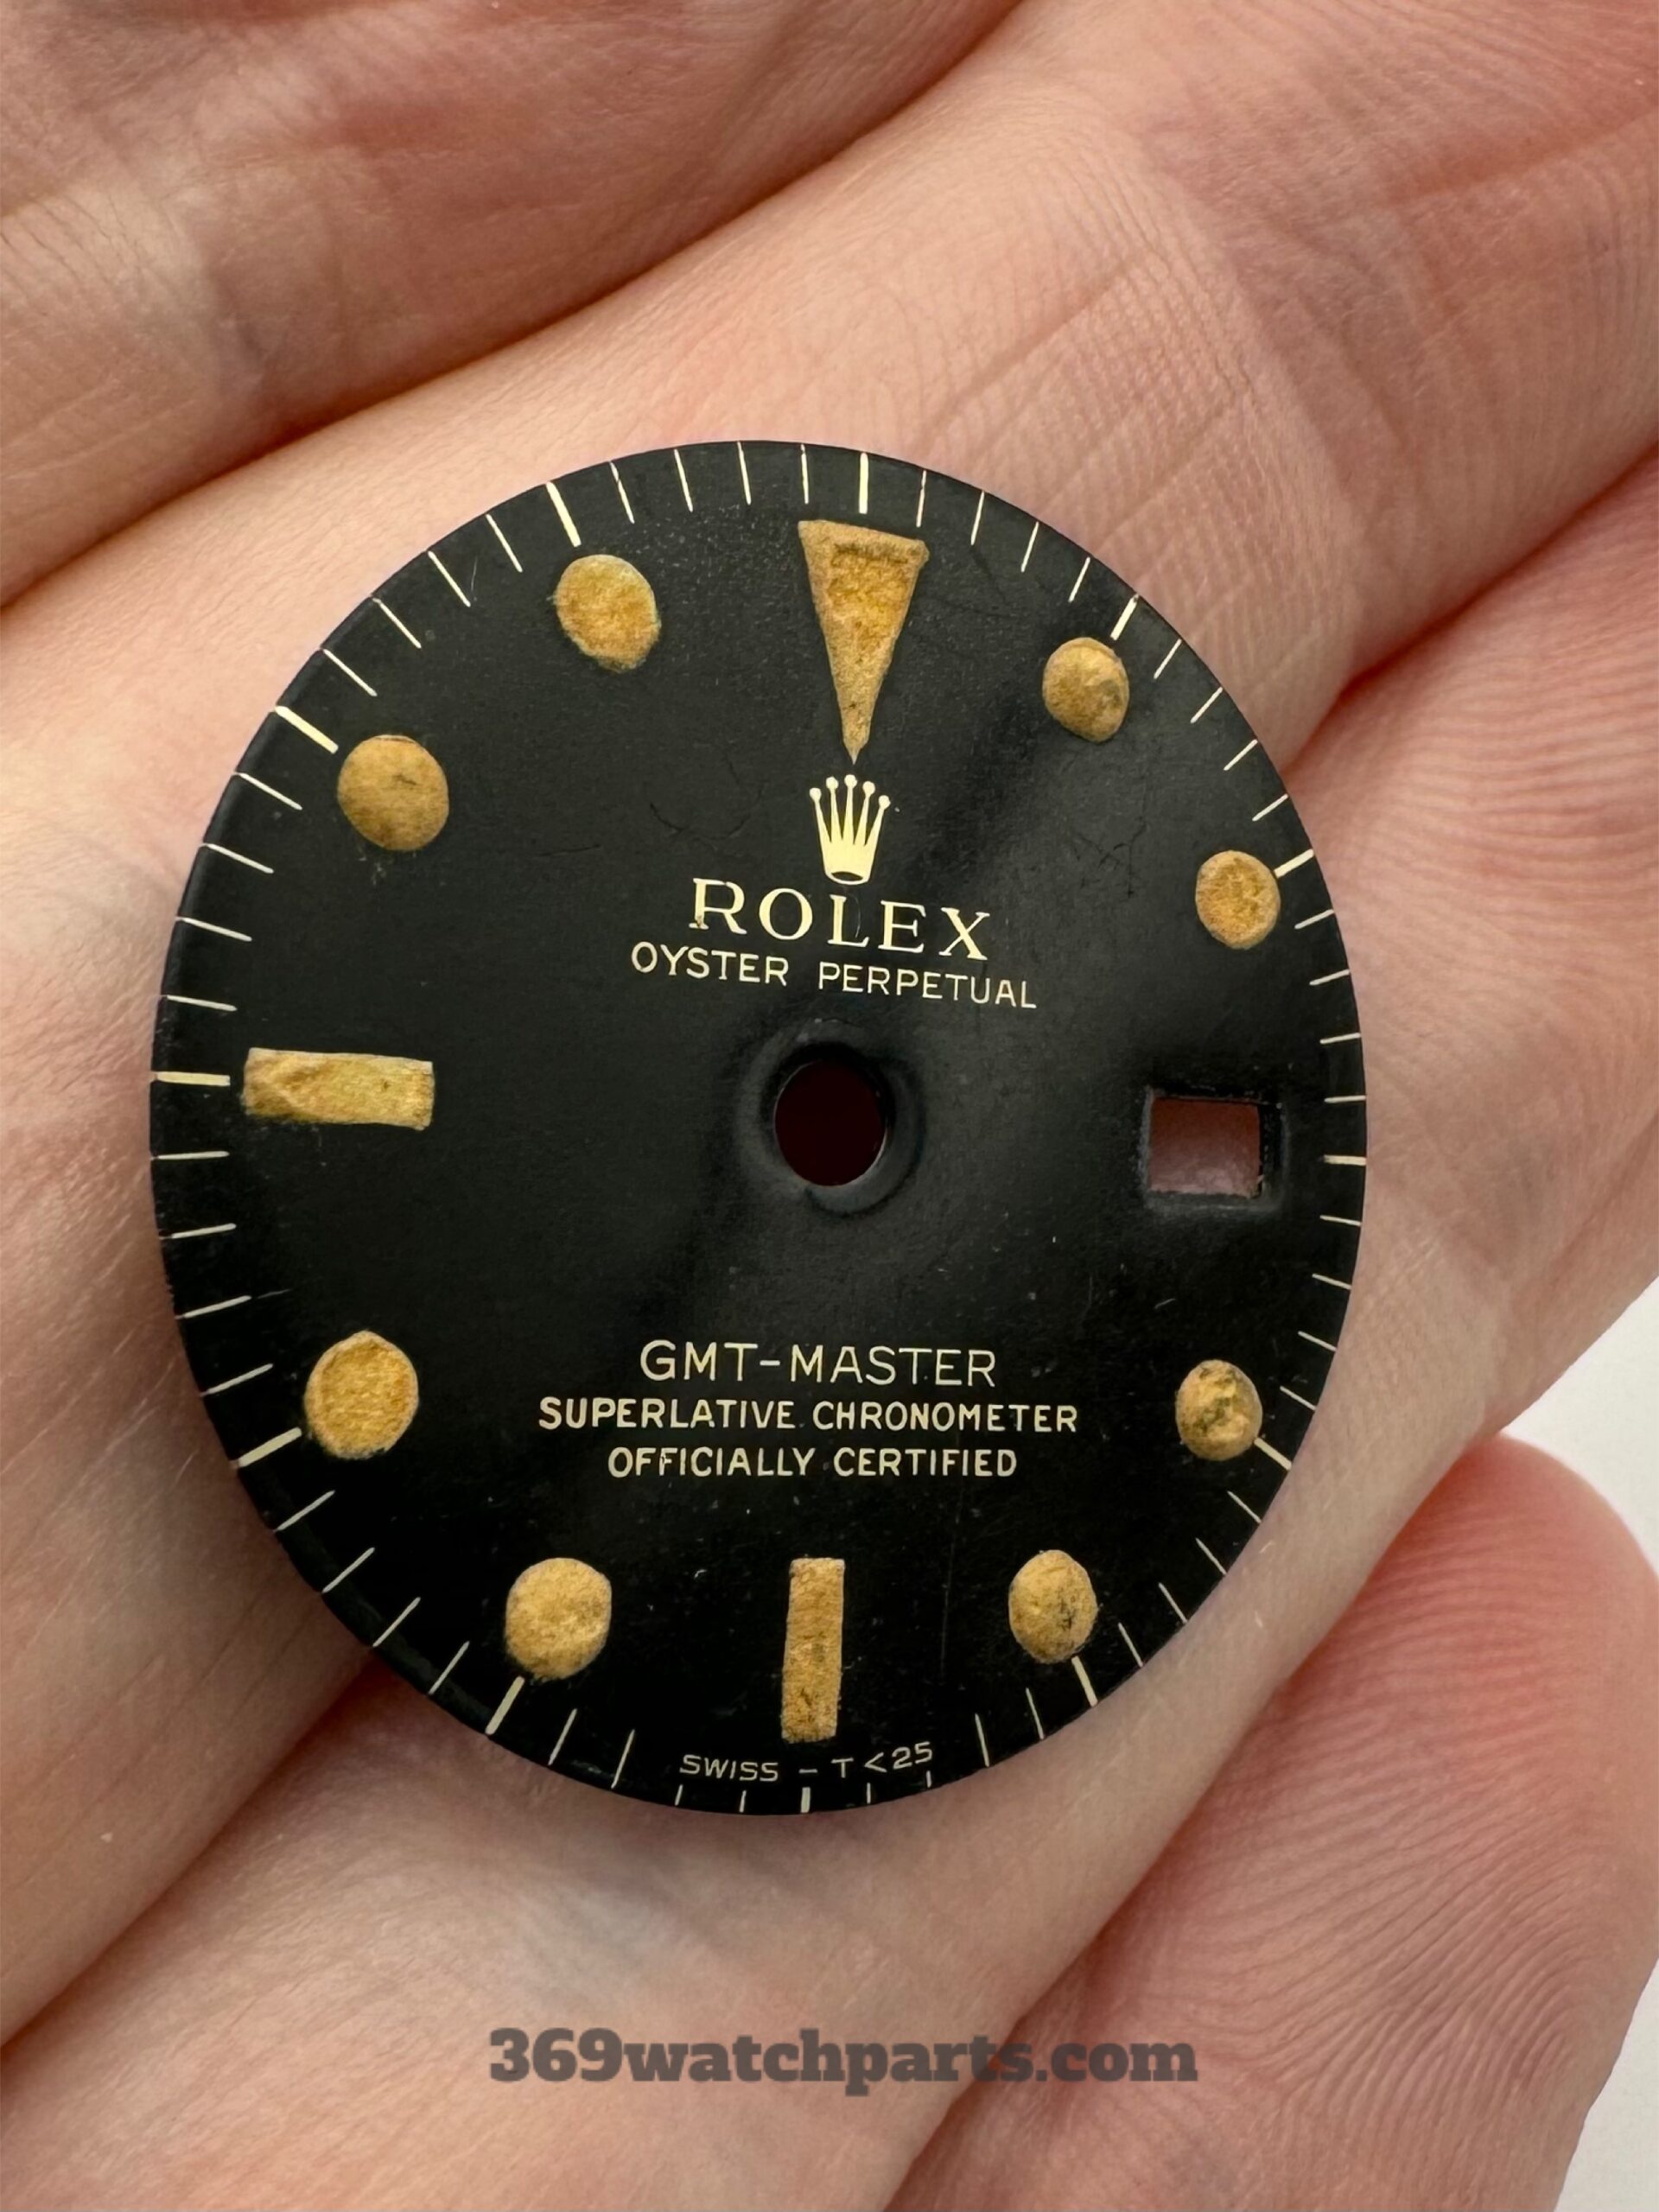 ROLEX
OYSTER PERPETUAL
GMT-MASTER
SUPERLATIVE CHRONOMETER
OFFICIALLY CERTIFIED
SWISS - T<25
369watchparts.com